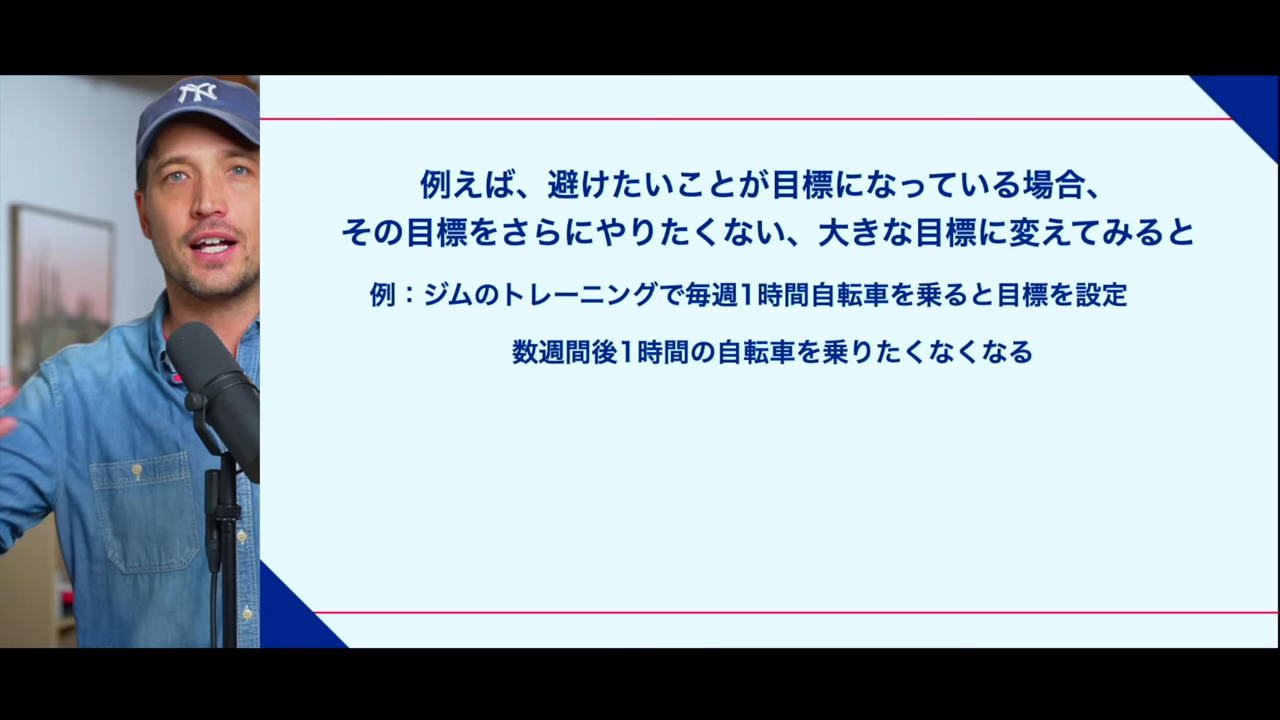 例えば、避けたいことが目標になっている場合、
その目標をさらにやりたくない、大きな目標に変えてみると
例：ジムのトレーニングで毎週1時間自転車を乗ると目標を設定
数週間後1時間の自転車を乗りたくなくなる
NY